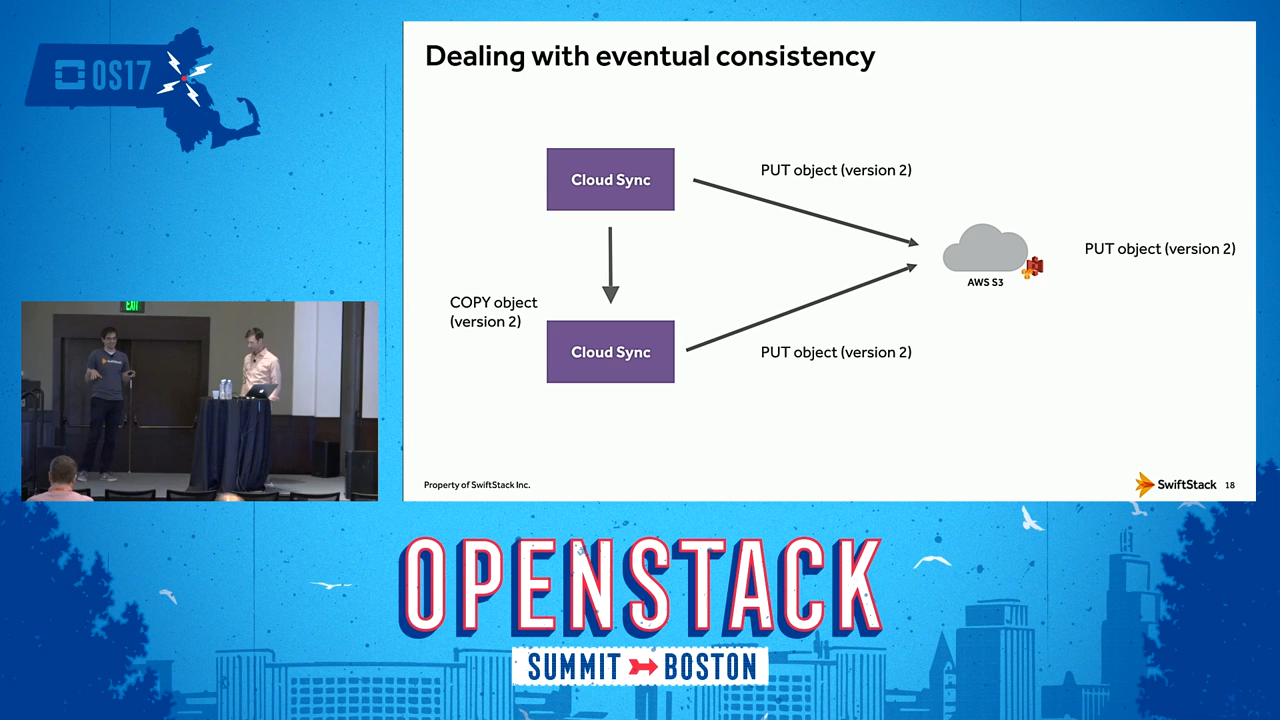 OS17
Dealing with eventual consistency
Cloud Sync
PUT object (version 2)
AWS S3
PUT object (version 2)
COPY object
(version 2)
Cloud Sync
PUT object (version 2)
Property of SwiftStack Inc.
SwiftStack 18
EXIT
SwiftStack
OPENSTACK
SUMMIT BOSTON